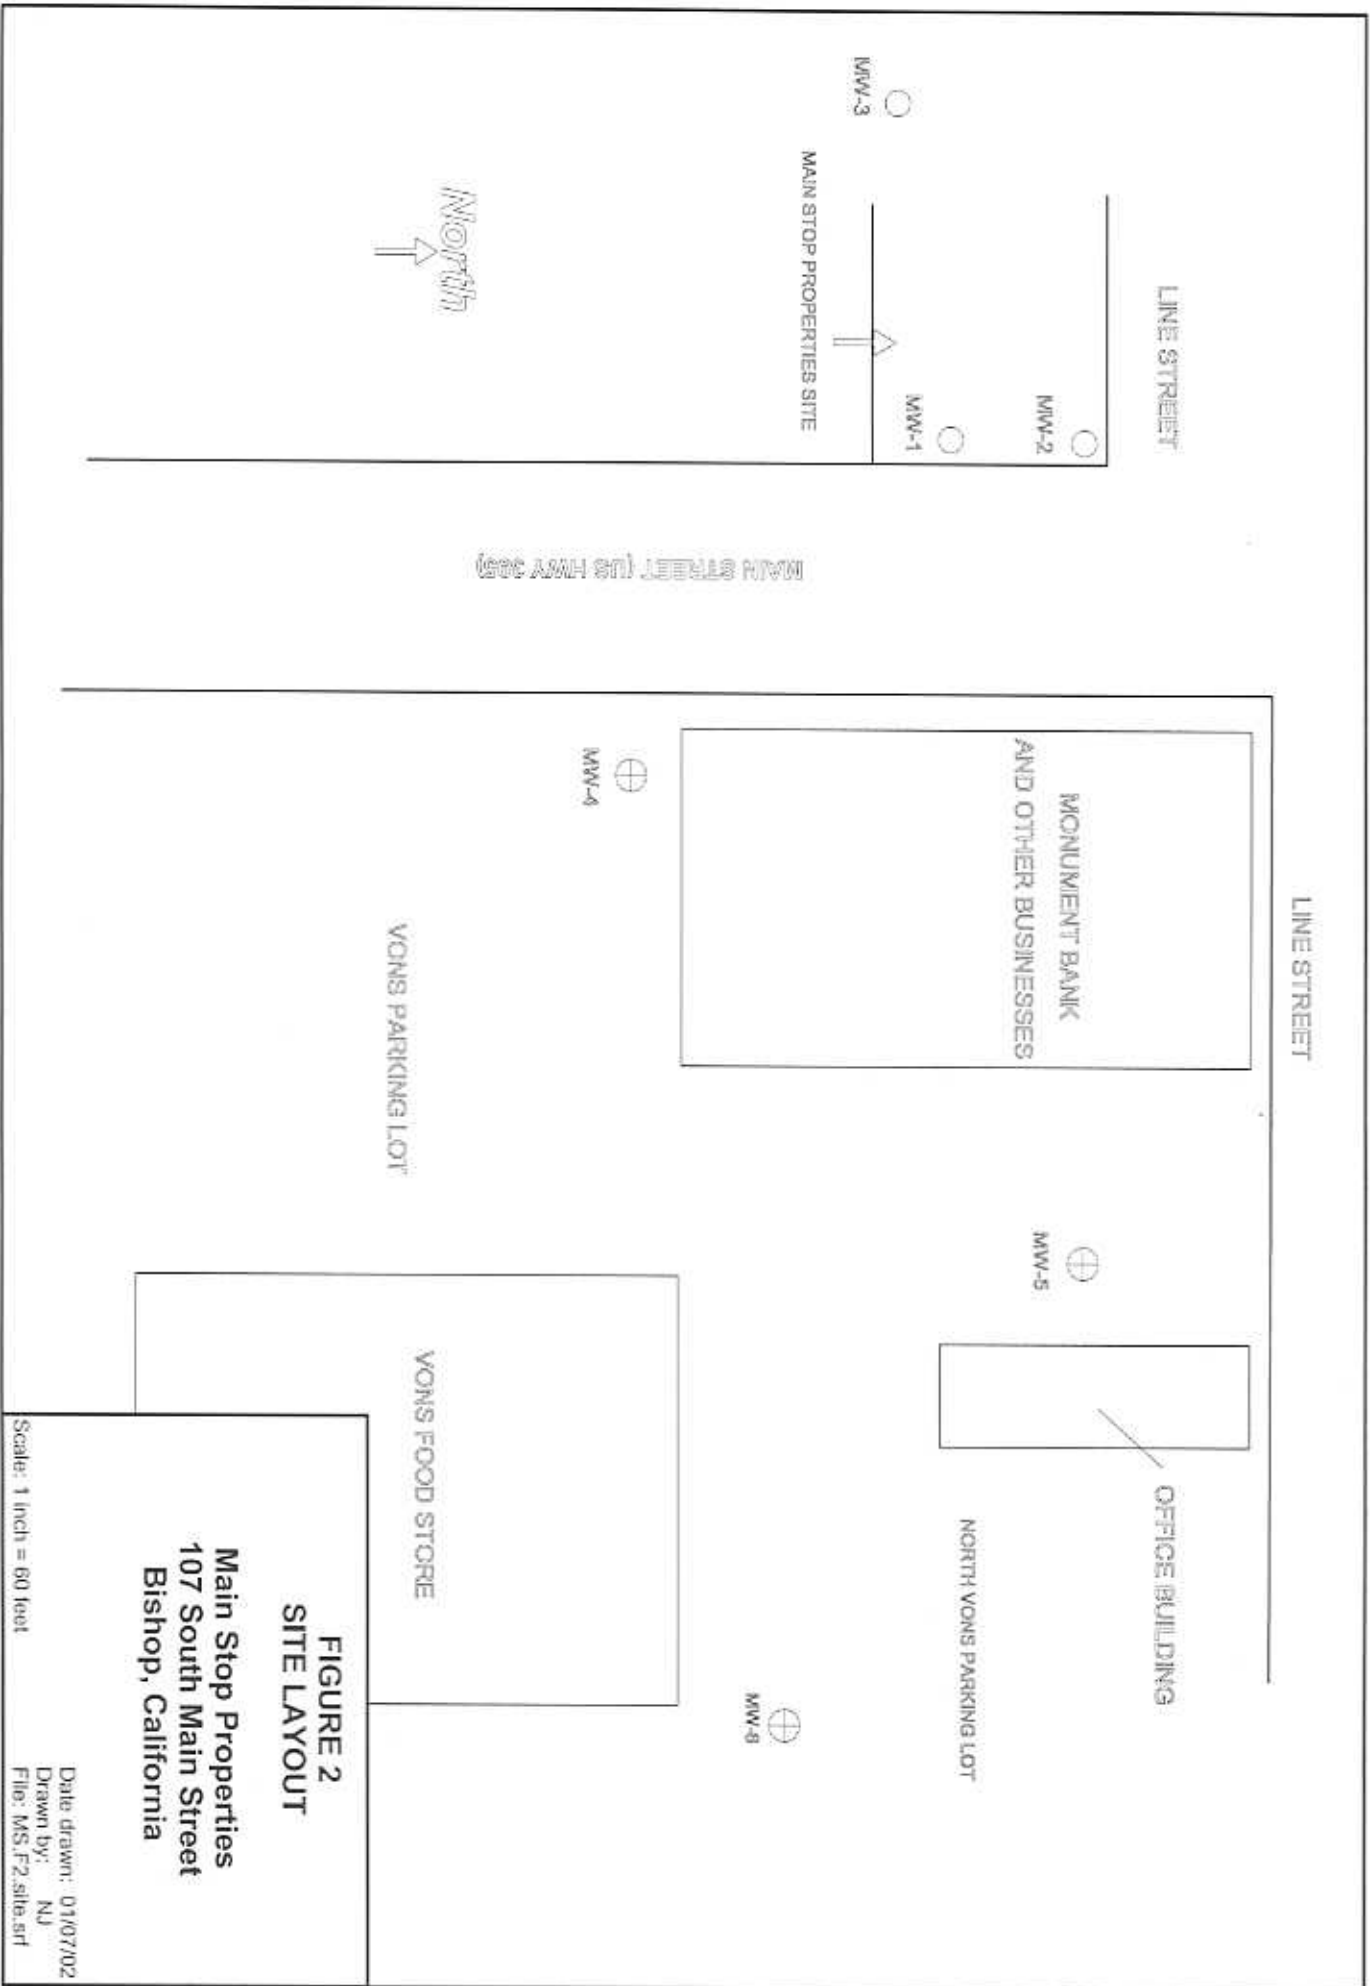 LINE STREET
LINE STREET
MW-3
MAIN STOP PROPERTIES SITE
MW-1
MW-2
North
MAIN STREET (US HWY 395)
MONUMENT BANK
AND OTHER BUSINESSES
MW-4
VONS PARKING LOT
MW-5
OFFICE BUILDING
NORTH VONS PARKING LOT
VONS FOOD STORE
MW-6
FIGURE 2
SITE LAYOUT
Main Stop Properties
107 South Main Street
Bishop, California
Scale: 1 inch = 60 feet
Date drawn: 01/07/02
Drawn by: NJ
File: MS.F2.site.srf